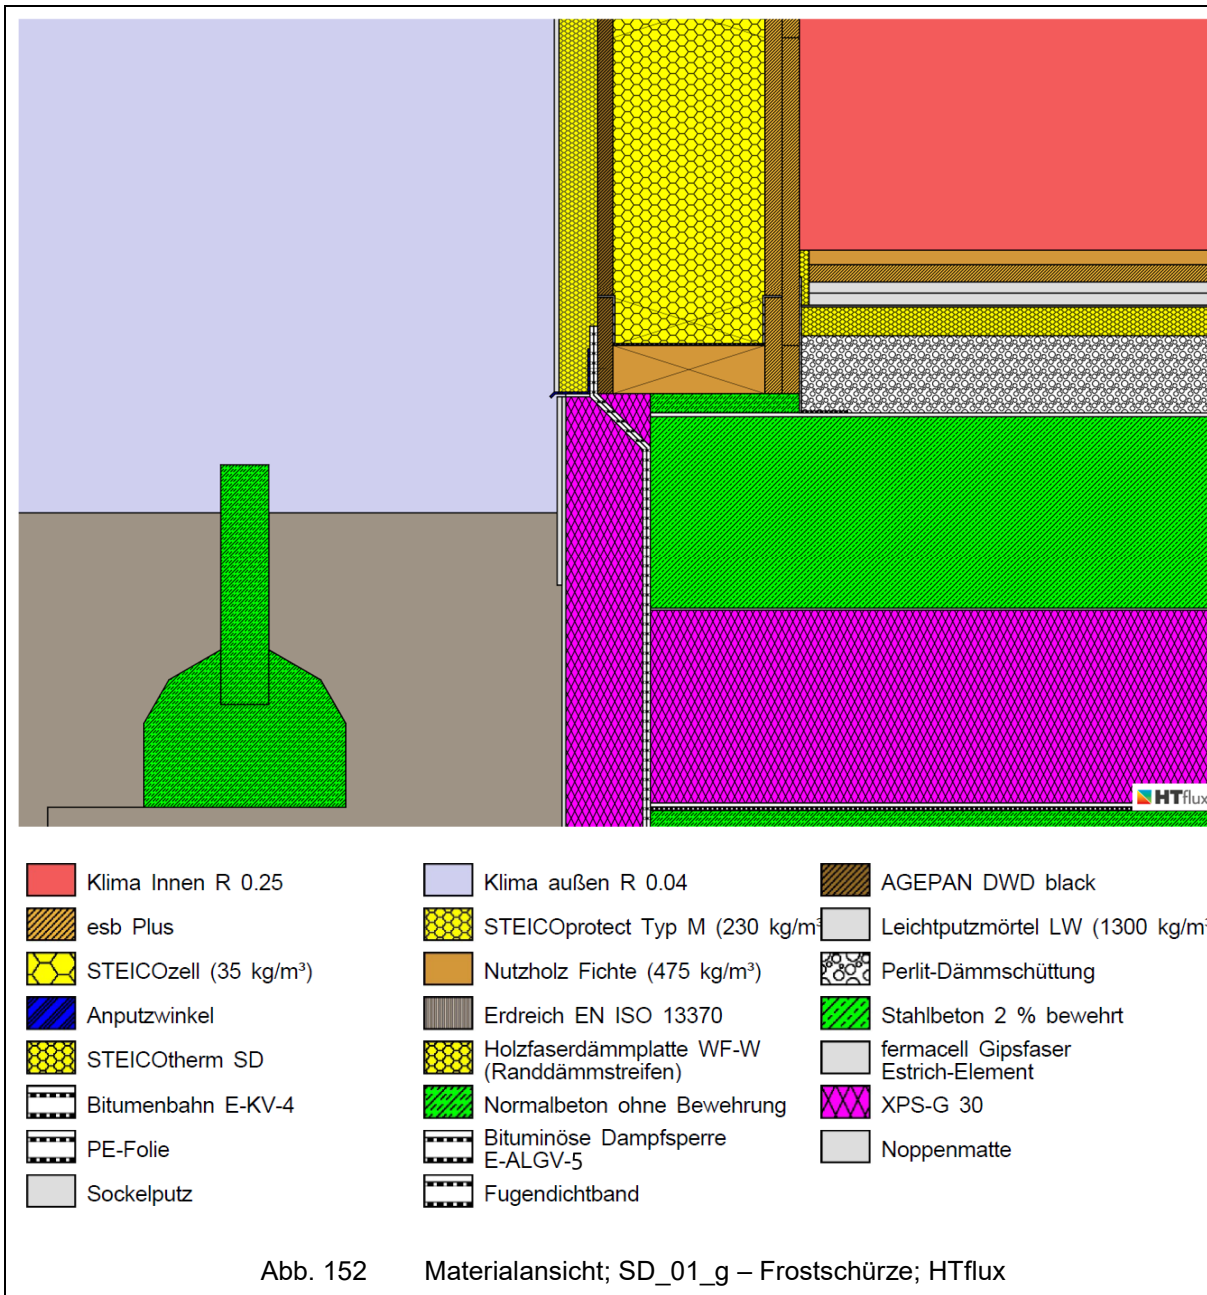 HTflux
Klima Innen R 0.25
Klima außen R 0.04
AGEPAN DWD black
esb Plus
STEICOprotect Typ M (230 kg/m³
Leichtputzmörtel LW (1300 kg/m³
STEICOzell (35 kg/m³)
Nutzholz Fichte (475 kg/m³)
Perlit-Dämmschüttung
Anputzwinkel
Erdreich EN ISO 13370
Stahlbeton 2 % bewehrt
STEICOtherm SD
Holzfaserdämmplatte WF-W
(Randdämmstreifen)
fermacell Gipsfaser
Estrich-Element
Bitumenbahn E-KV-4
Normalbeton ohne Bewehrung
XPS-G 30
PE-Folie
Bituminöse Dampfsperre
E-ALGV-5
Noppenmatte
Sockelputz
Fugendichtband
Abb. 152 Materialansicht; SD_01_g – Frostschürze; HTflux